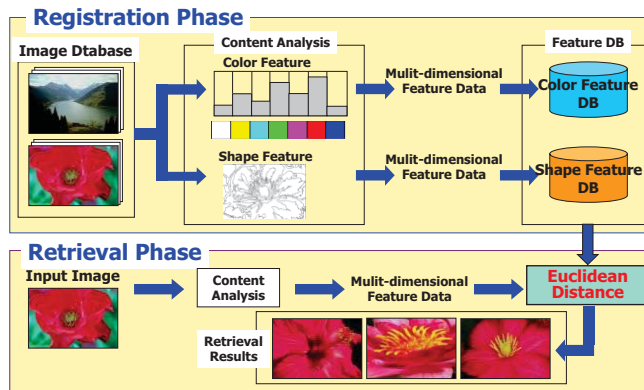 Registration Phase
Image Dtabase
Content Analysis
Feature DB
Color Feature
Mulit-dimensional
Feature Data
Color Feature
DB
Shape Feature
Mulit-dimensional
Feature Data
Shape Feature
DB
Retrieval Phase
Input Image
Content
Analysis
Mulit-dimensional
Feature Data
Euclidean
Distance
Retrieval
Results